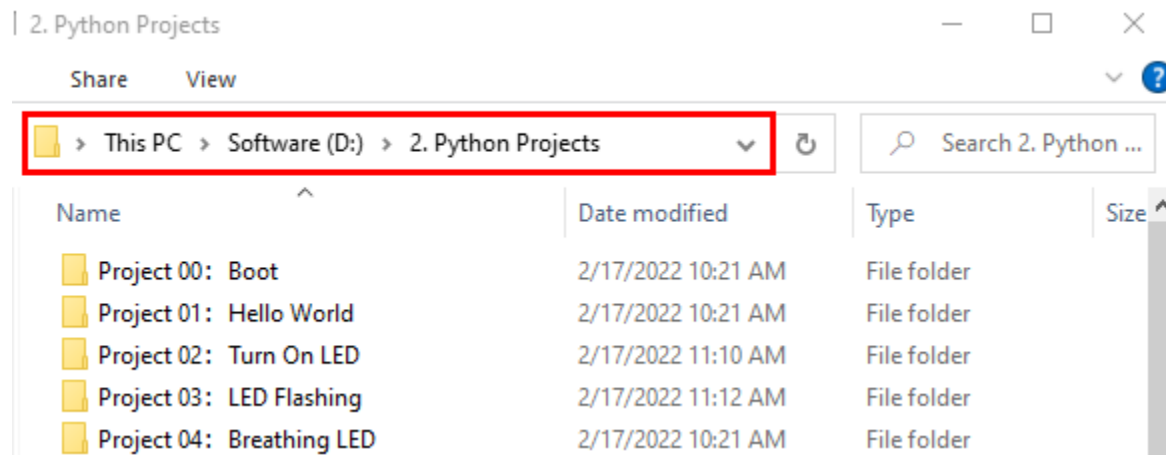 2. Python Projects
Share View
This PC > Software (D:) > 2. Python Projects Search 2. Python ...
Name Date modified Type Size
Project 00：Boot 2/17/2022 10:21 AM File folder
Project 01：Hello World 2/17/2022 10:21 AM File folder
Project 02：Turn On LED 2/17/2022 11:10 AM File folder
Project 03：LED Flashing 2/17/2022 11:12 AM File folder
Project 04：Breathing LED 2/17/2022 10:21 AM File folder